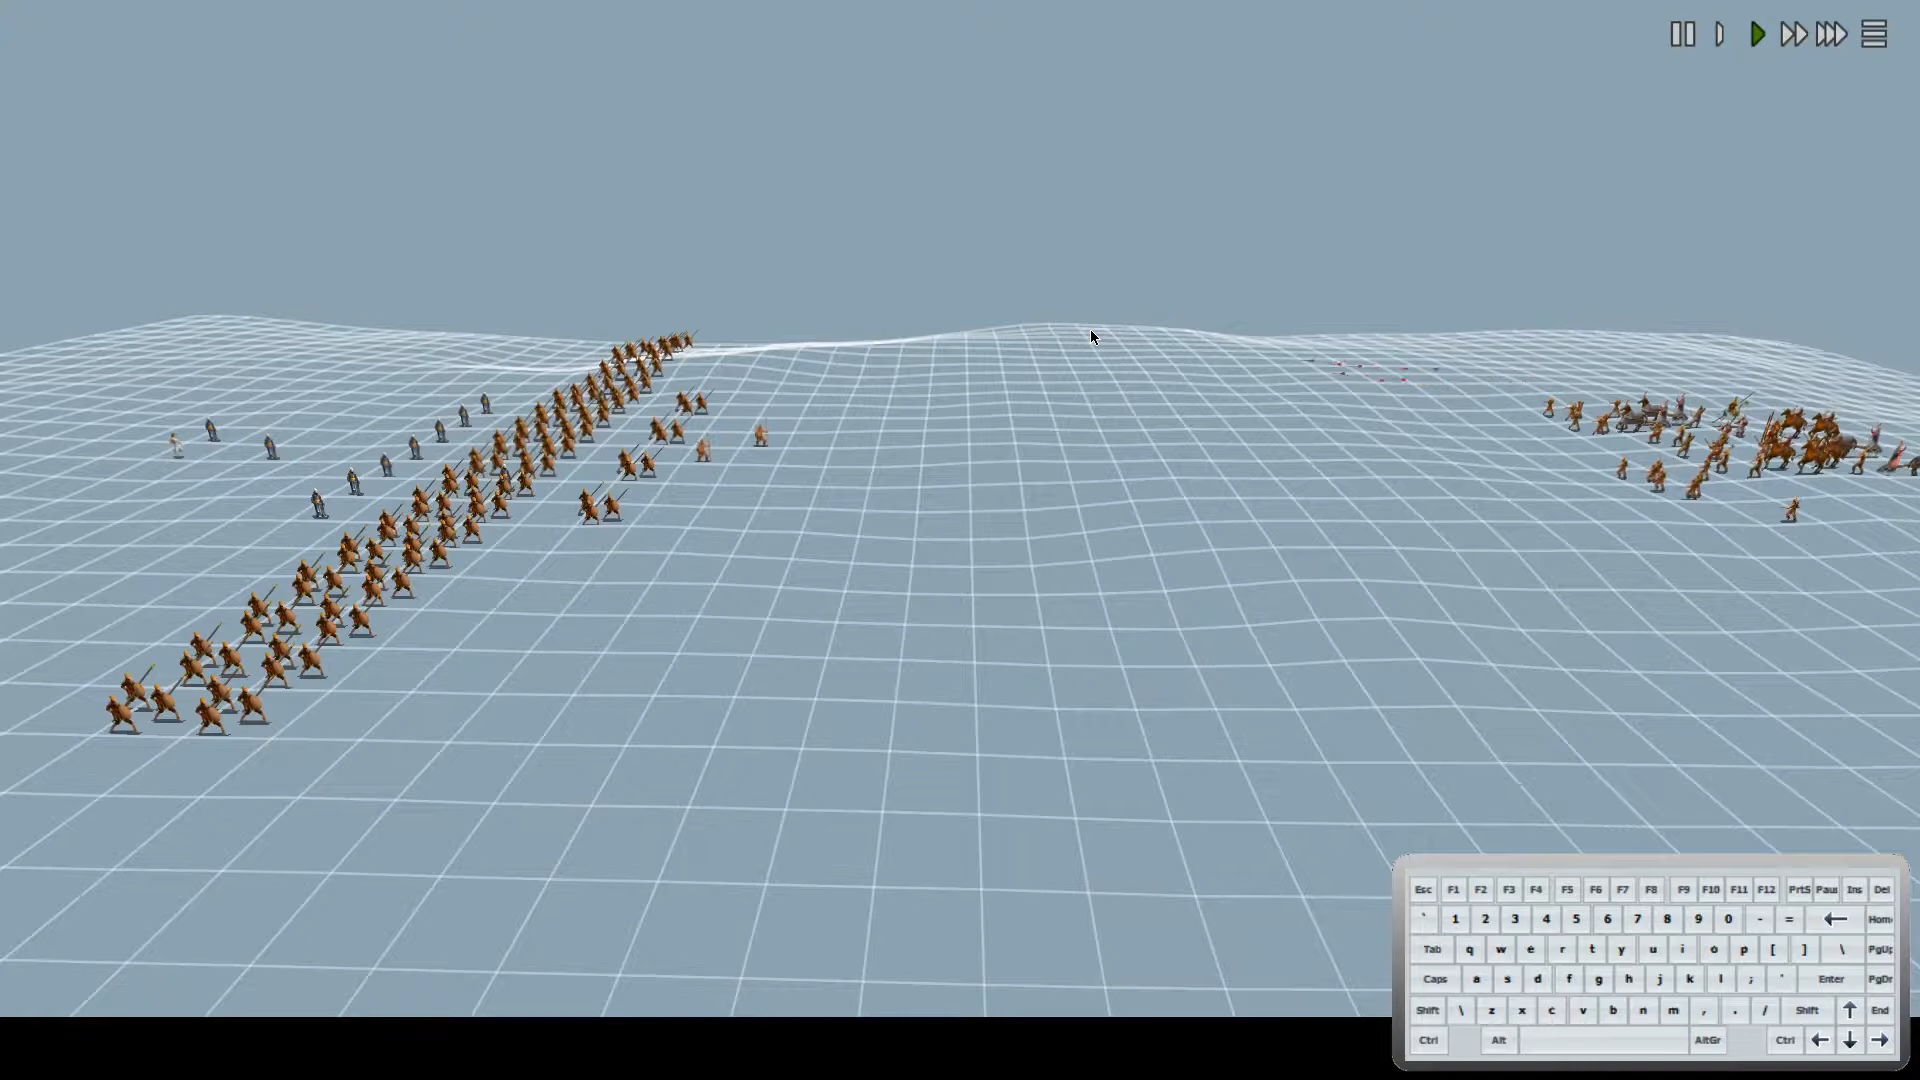 Esc F1 F2 F3 F4 F5 F6 F7 F8 F9 F10 F11 F12 PrtS Paus Ins Del
` 1 2 3 4 5 6 7 8 9 0 - = ← Hom
Tab q w e r t y u i o p [ ] \ PgUp
Caps a s d f g h j k l ; ' Enter PgDn
Shift \ z x c v b n m , . / Shift ↑ End
Ctrl Alt AltGr Ctrl ← ↓ →